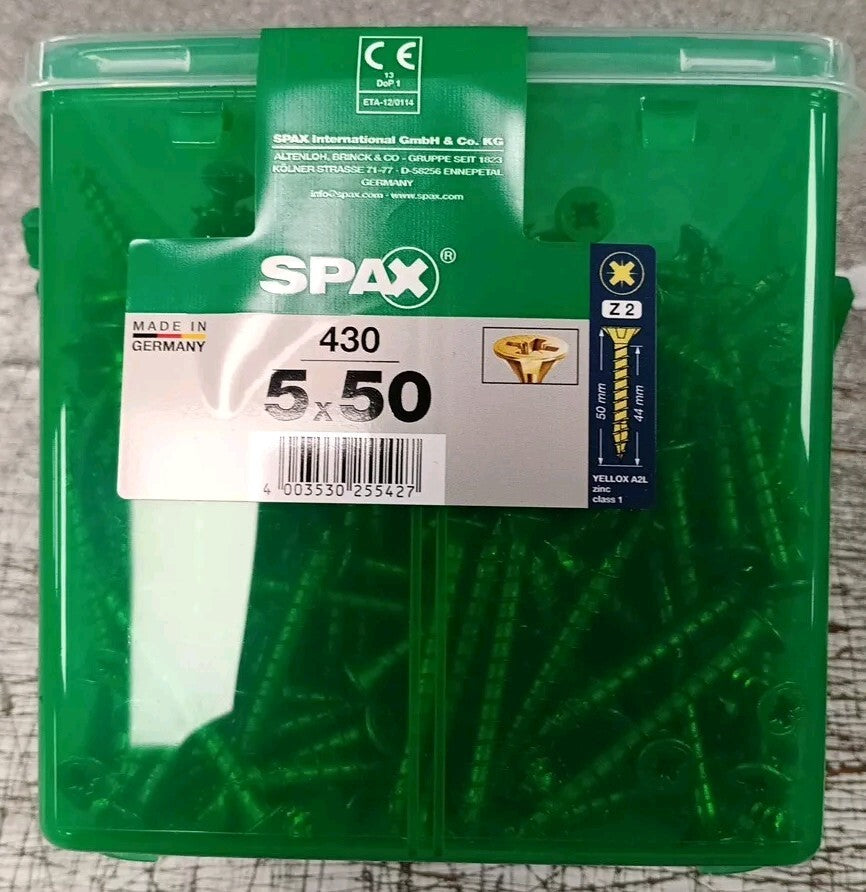 CE
13
DoP 1
ETA-12/0114
SPAX International GmbH & Co. KG
ALTENLOH, BRINCK & CO - GRUPPE SEIT 1823
KÖLNER STRASSE 71-77 · D-58256 ENNEPETAL
GERMANY
info@spax.com · www.spax.com
SPAX®
MADE IN
GERMANY
430
5x50
4 003530 255427
Z 2
50 mm
44 mm
YELLOX A2L
zinc
class 1